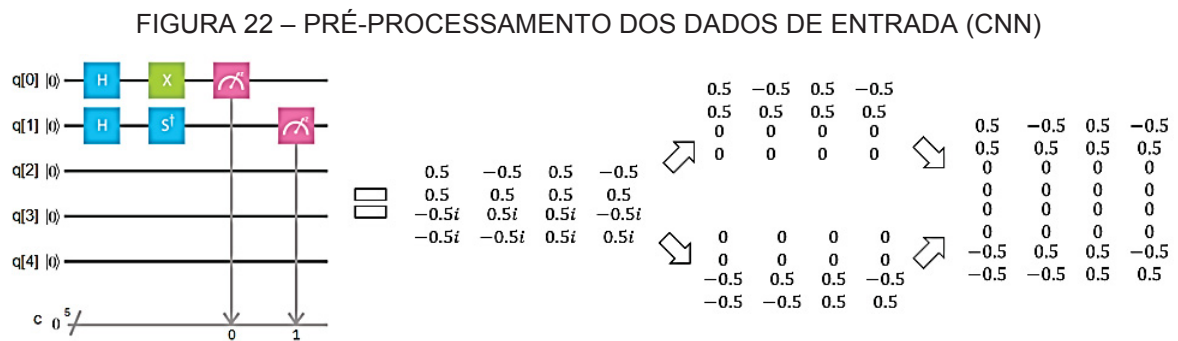 FIGURA 22 – PRÉ-PROCESSAMENTO DOS DADOS DE ENTRADA (CNN)
q[0] |0⟩ H X z
q[1] |0⟩ H S† z
q[2] |0⟩
q[3] |0⟩
q[4] |0⟩
c 0 5
0 1
0.5 −0.5 0.5 −0.5
0.5 0.5 0.5 0.5
−0.5i 0.5i 0.5i −0.5i
−0.5i −0.5i 0.5i 0.5i
0.5 −0.5 0.5 −0.5
0.5 0.5 0.5 0.5
0 0 0 0
0 0 0 0
0 0 0 0
0 0 0 0
−0.5 0.5 0.5 −0.5
−0.5 −0.5 0.5 0.5
0.5 −0.5 0.5 −0.5
0.5 0.5 0.5 0.5
0 0 0 0
0 0 0 0
0 0 0 0
0 0 0 0
−0.5 0.5 0.5 −0.5
−0.5 −0.5 0.5 0.5